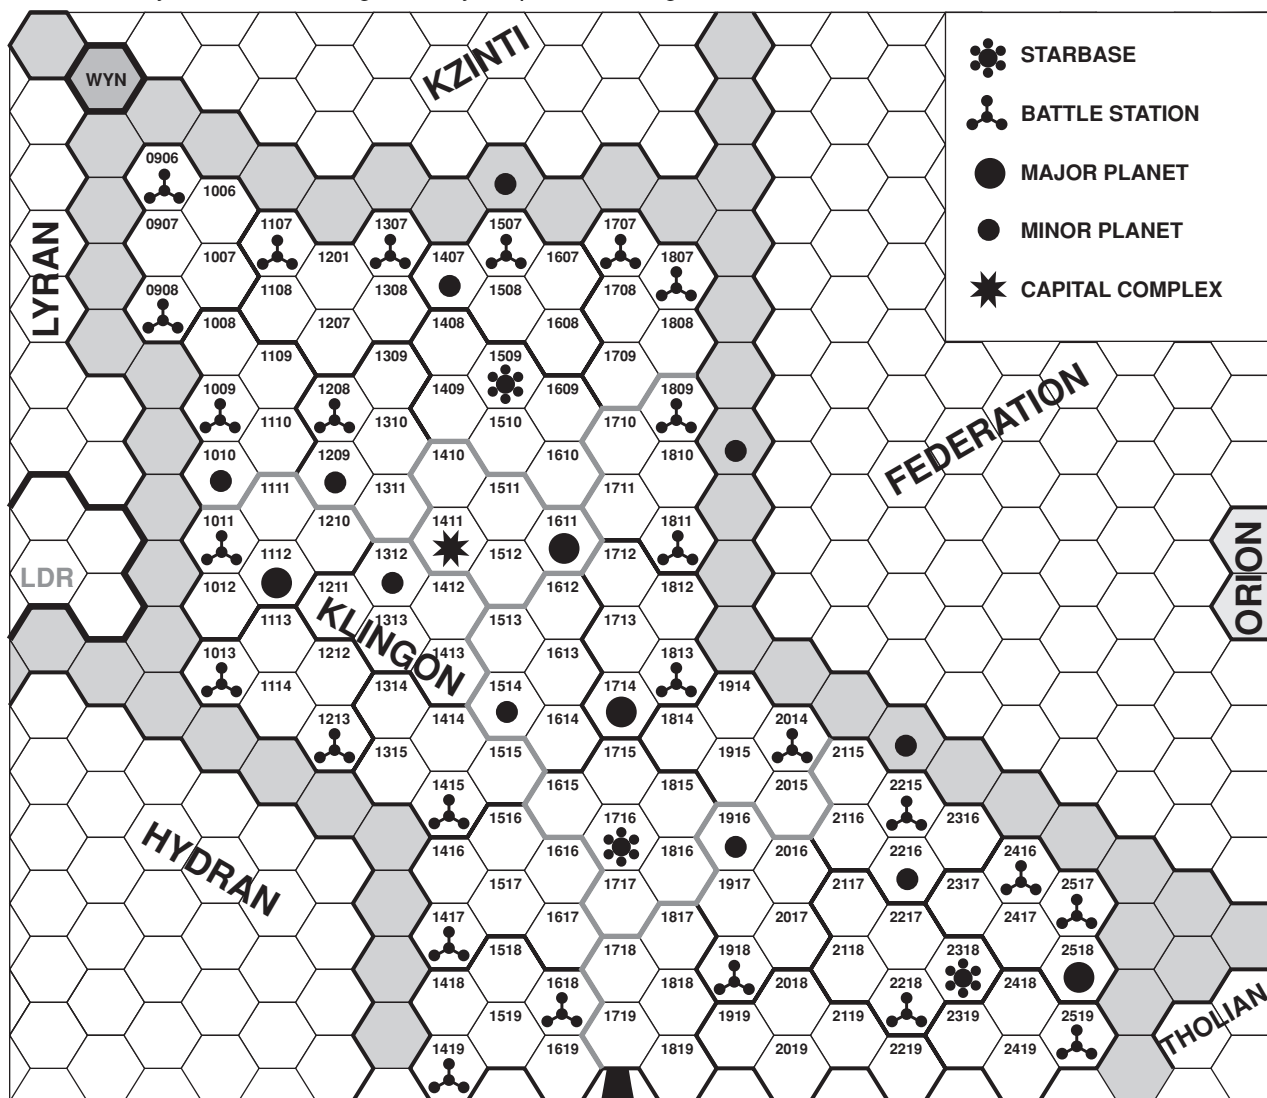 KZINTI
STARBASE
WYN
BATTLE STATION
0906
MAJOR PLANET
1006
0907 1107 1307 1507 1707
MINOR PLANET
1007 1201 1407 1607 1807
LYRAN
0908 1108 1308 1508 1708
CAPITAL COMPLEX
1008 1207 1408 1608 1808
1109 1309 1509 1709
1009 1208 1409 1609 1809
1110 1310 1510 1710
FEDERATION
1010 1209 1410 1610 1810
1111 1311 1511 1711
1011 1210 1411 1611 1811
1112 1312 1512 1712
ORION
LDR
1012 1211 1412 1612 1812
1113 1313 1513 1713
KLINGON
1013 1212 1413 1613 1813
1114 1314 1514 1714 1914
1213 1414 1614 1814 2014
1315 1515 1715 1915 2115
1415 1615 1815 2015 2215
1516 1716 1916 2116 2316
1416 1616 1816 2016 2216 2416
HYDRAN
1517 1717 1917 2117 2317 2517
1417 1617 1817 2017 2217 2417
1518 1718 1918 2118 2318 2518
1418 1618 1818 2018 2218 2418
1519 1719 1919 2119 2319 2519
THOLIAN
1419 1619 1819 2019 2219 2419